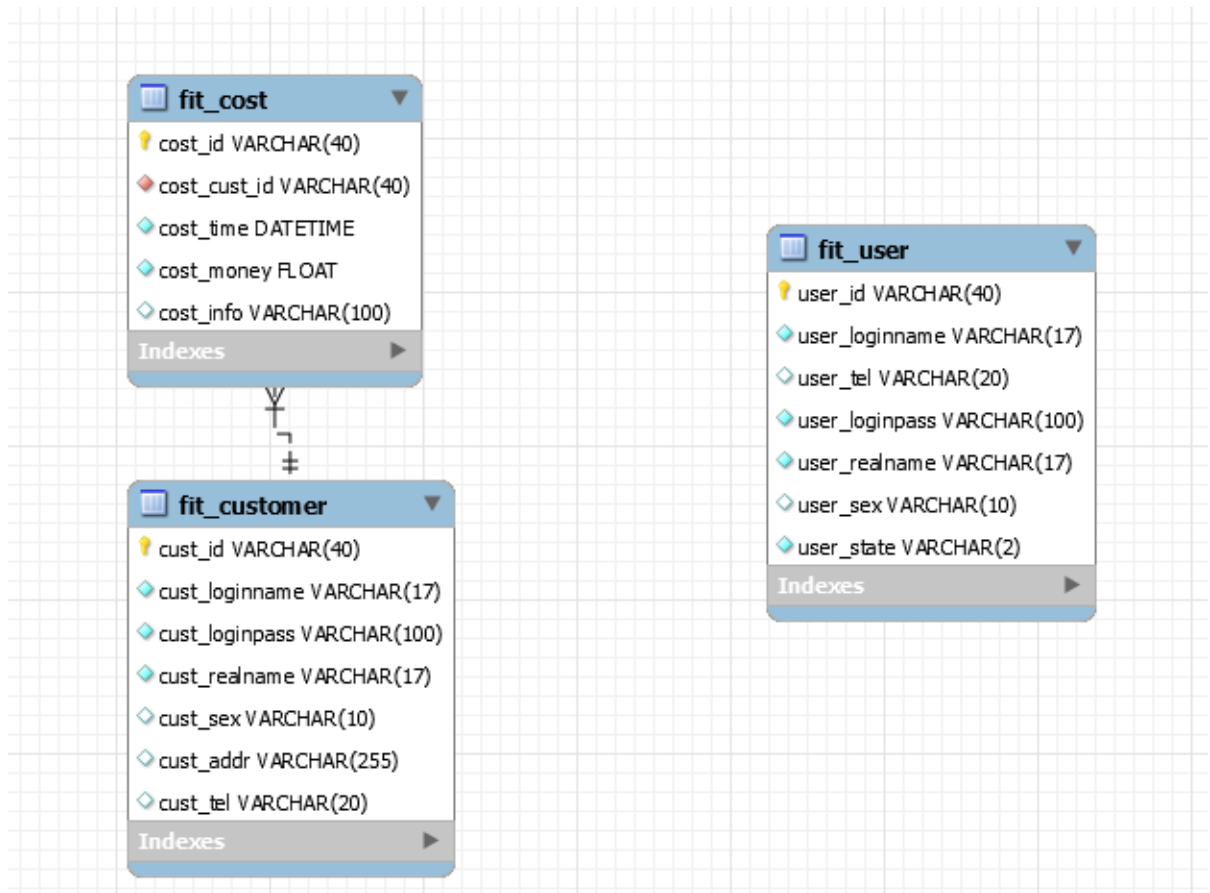 fit_cost
cost_id VARCHAR(40)
cost_cust_id VARCHAR(40)
cost_time DATETIME
cost_money FLOAT
cost_info VARCHAR(100)
Indexes
fit_customer
cust_id VARCHAR(40)
cust_loginname VARCHAR(17)
cust_loginpass VARCHAR(100)
cust_realname VARCHAR(17)
cust_sex VARCHAR(10)
cust_addr VARCHAR(255)
cust_tel VARCHAR(20)
Indexes
fit_user
user_id VARCHAR(40)
user_loginname VARCHAR(17)
user_tel VARCHAR(20)
user_loginpass VARCHAR(100)
user_realname VARCHAR(17)
user_sex VARCHAR(10)
user_state VARCHAR(2)
Indexes